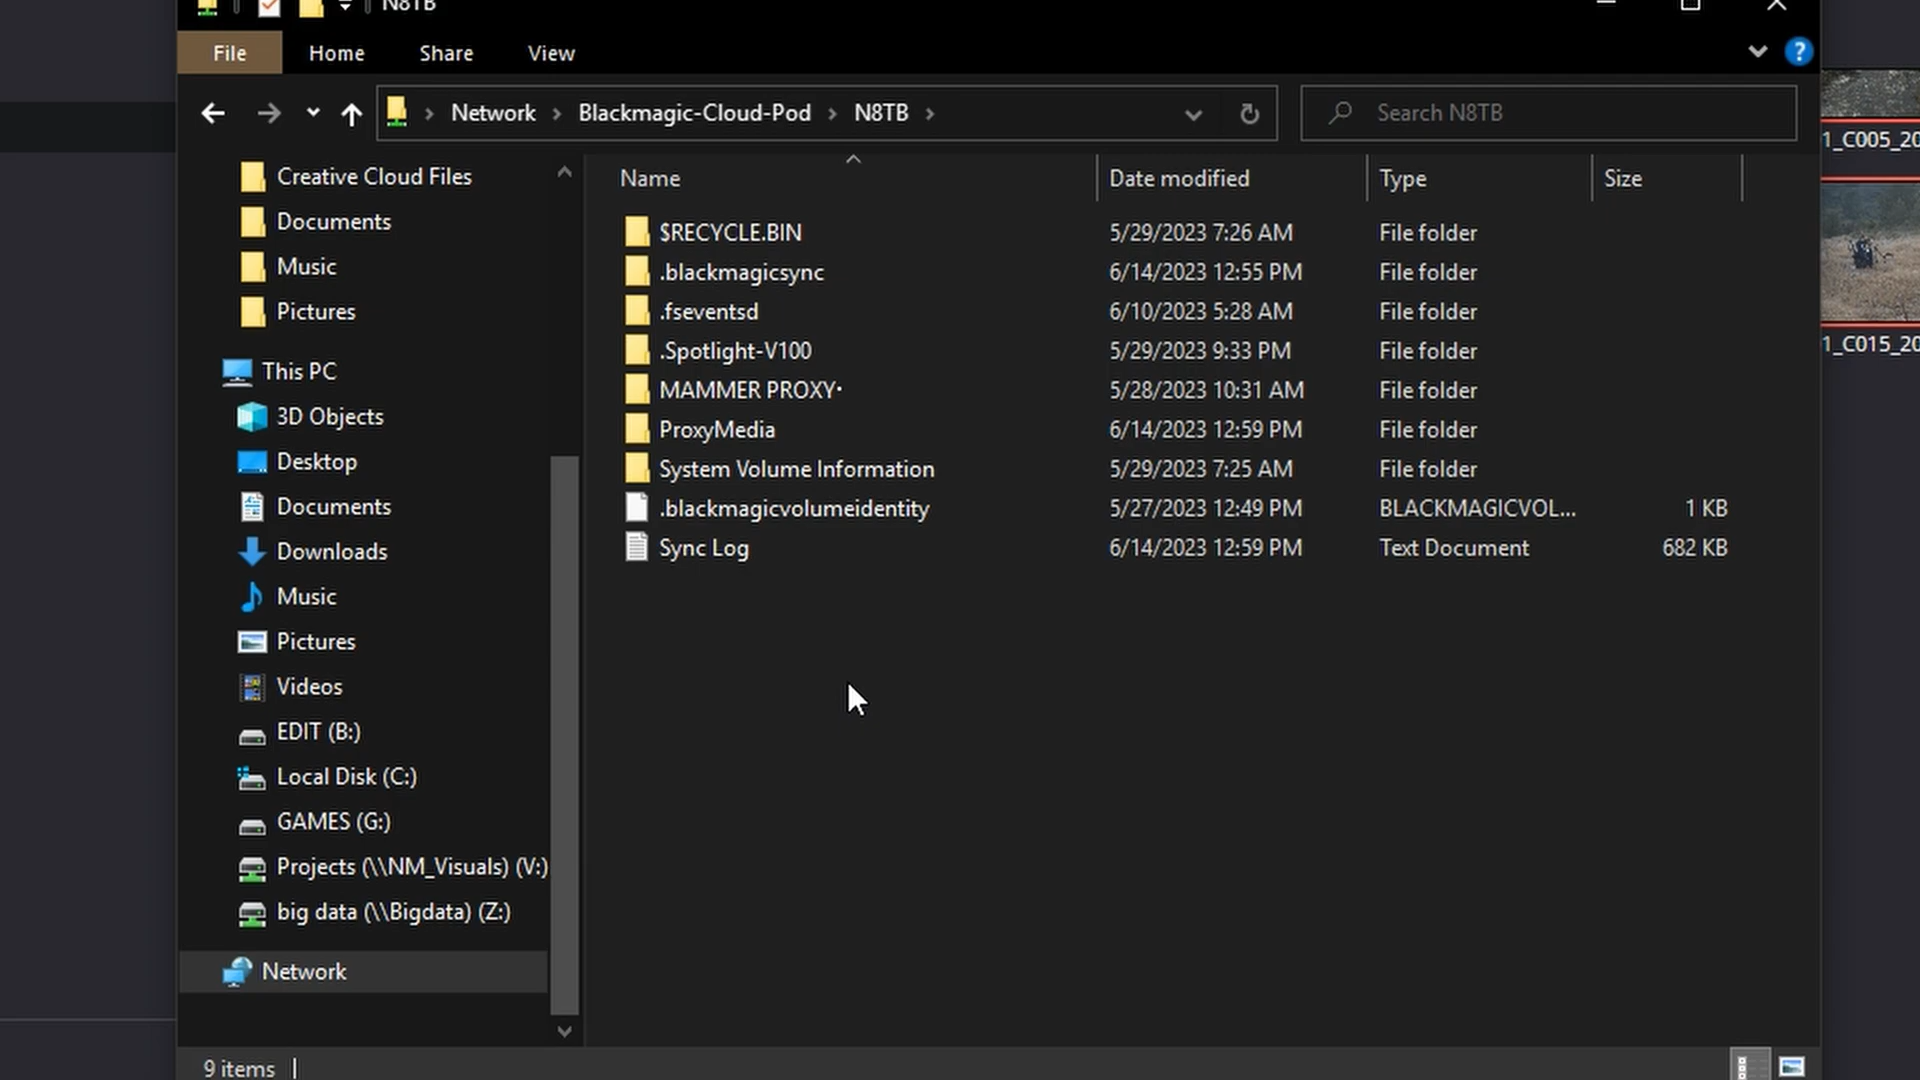 N8TB
File Home Share View
Network Blackmagic-Cloud-Pod N8TB Search N8TB
Name Date modified Type Size
$RECYCLE.BIN 5/29/2023 7:26 AM File folder
.blackmagicsync 6/14/2023 12:55 PM File folder
.fseventsd 6/10/2023 5:28 AM File folder
.Spotlight-V100 5/29/2023 9:33 PM File folder
MAMMER PROXY· 5/28/2023 10:31 AM File folder
ProxyMedia 6/14/2023 12:59 PM File folder
System Volume Information 5/29/2023 7:25 AM File folder
.blackmagicvolumeidentity 5/27/2023 12:49 PM BLACKMAGICVOL... 1 KB
Sync Log 6/14/2023 12:59 PM Text Document 682 KB
Creative Cloud Files
Documents
Music
Pictures
This PC
3D Objects
Desktop
Documents
Downloads
Music
Pictures
Videos
EDIT (B:)
Local Disk (C:)
GAMES (G:)
Projects (\\NM_Visuals) (V:)
big data (\\Bigdata) (Z:)
Network
9 items
1_C005_20
1_C015_20